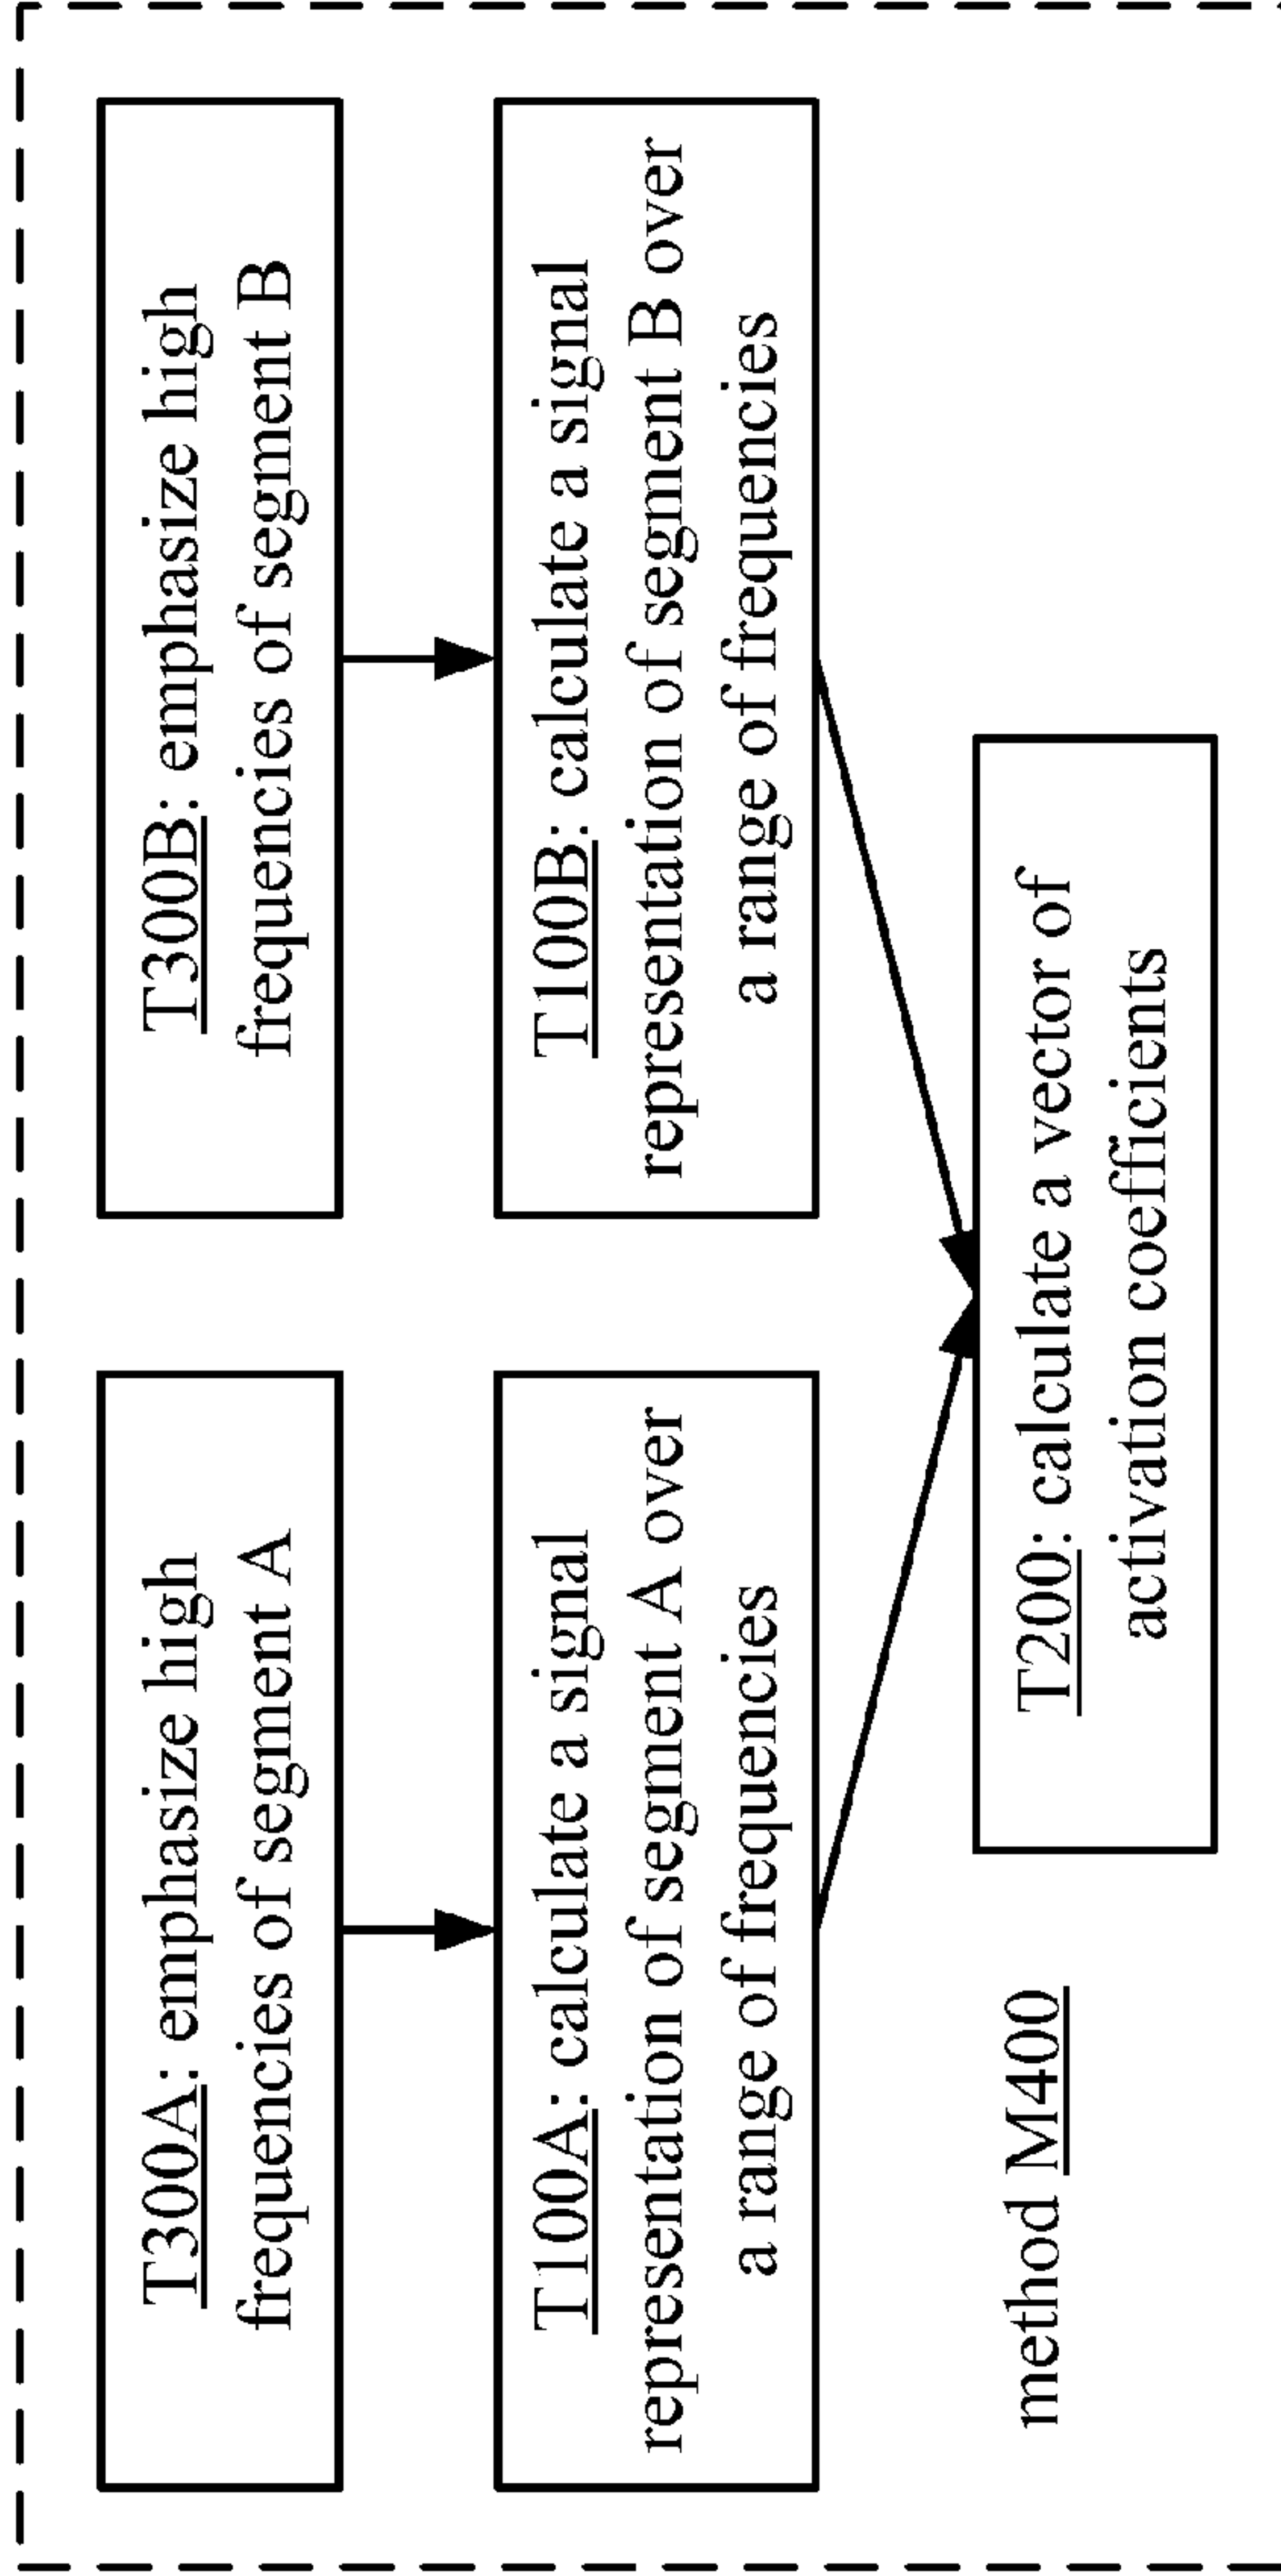 T300A: emphasize high
frequencies of segment A
T300B: emphasize high
frequencies of segment B
T100A: calculate a signal
representation of segment A over
a range of frequencies
T100B: calculate a signal
representation of segment B over
a range of frequencies
T200: calculate a vector of
activation coefficients
method M400